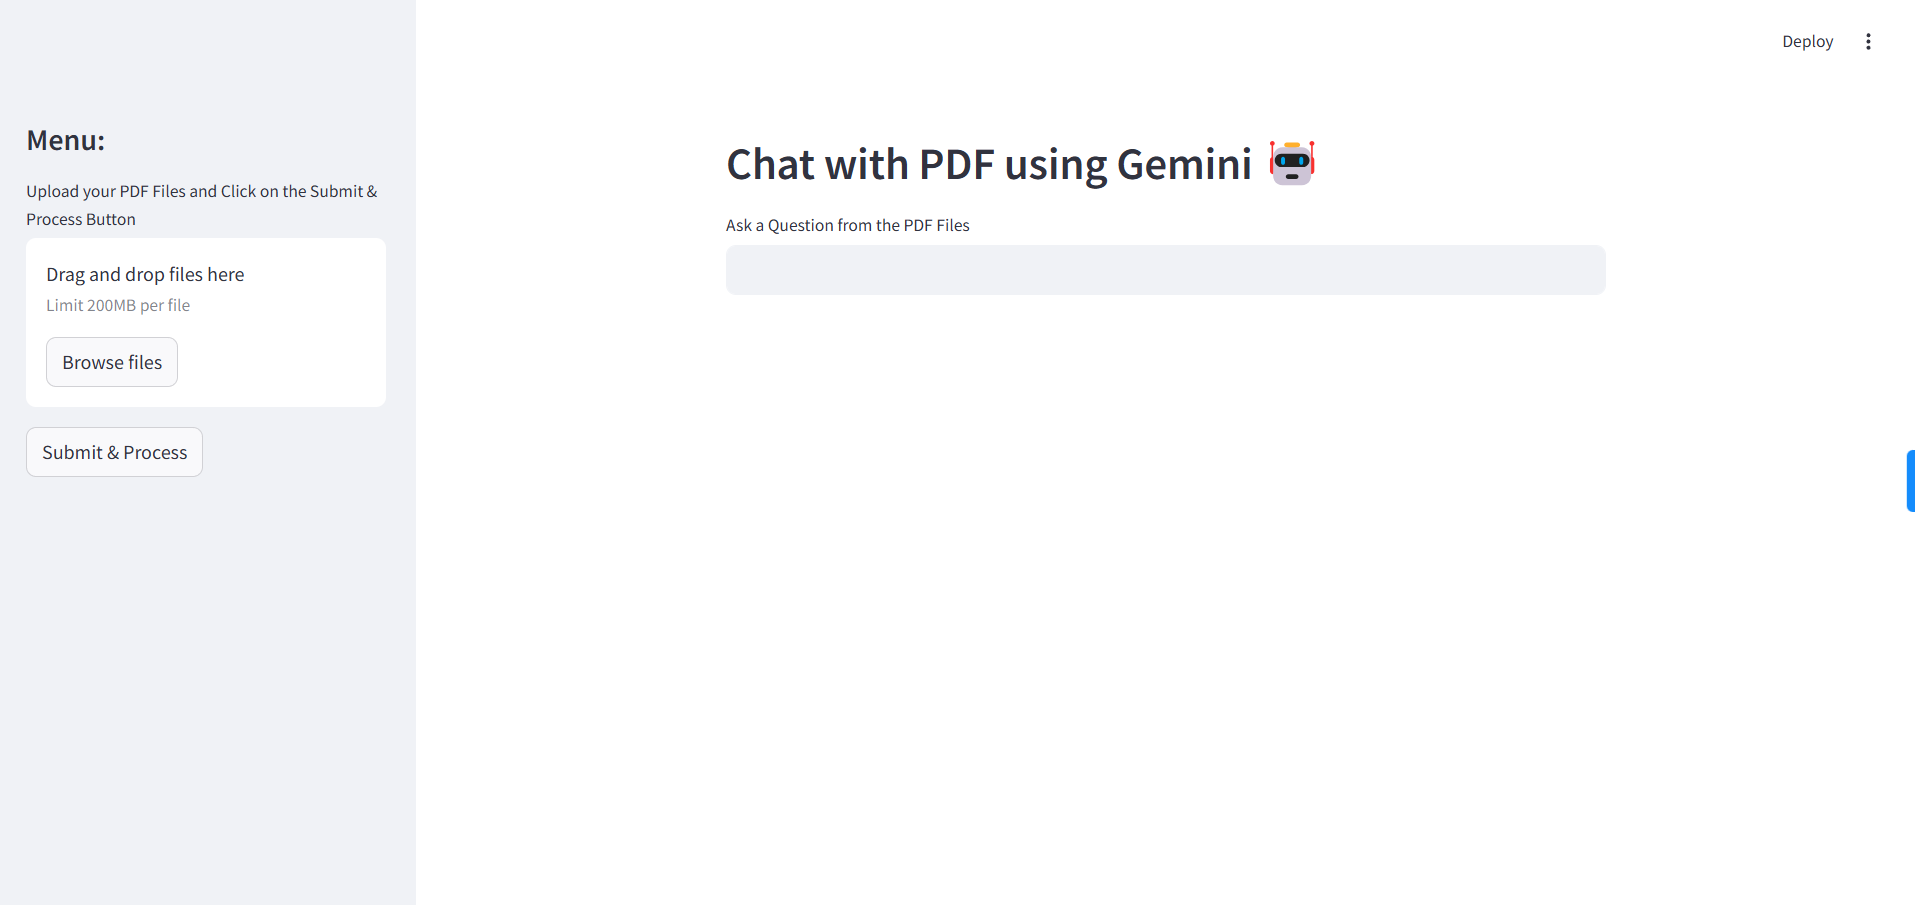 Deploy
Menu:
Upload your PDF Files and Click on the Submit &
Process Button
Drag and drop files here
Limit 200MB per file
Browse files
Submit & Process
Chat with PDF using Gemini
Ask a Question from the PDF Files